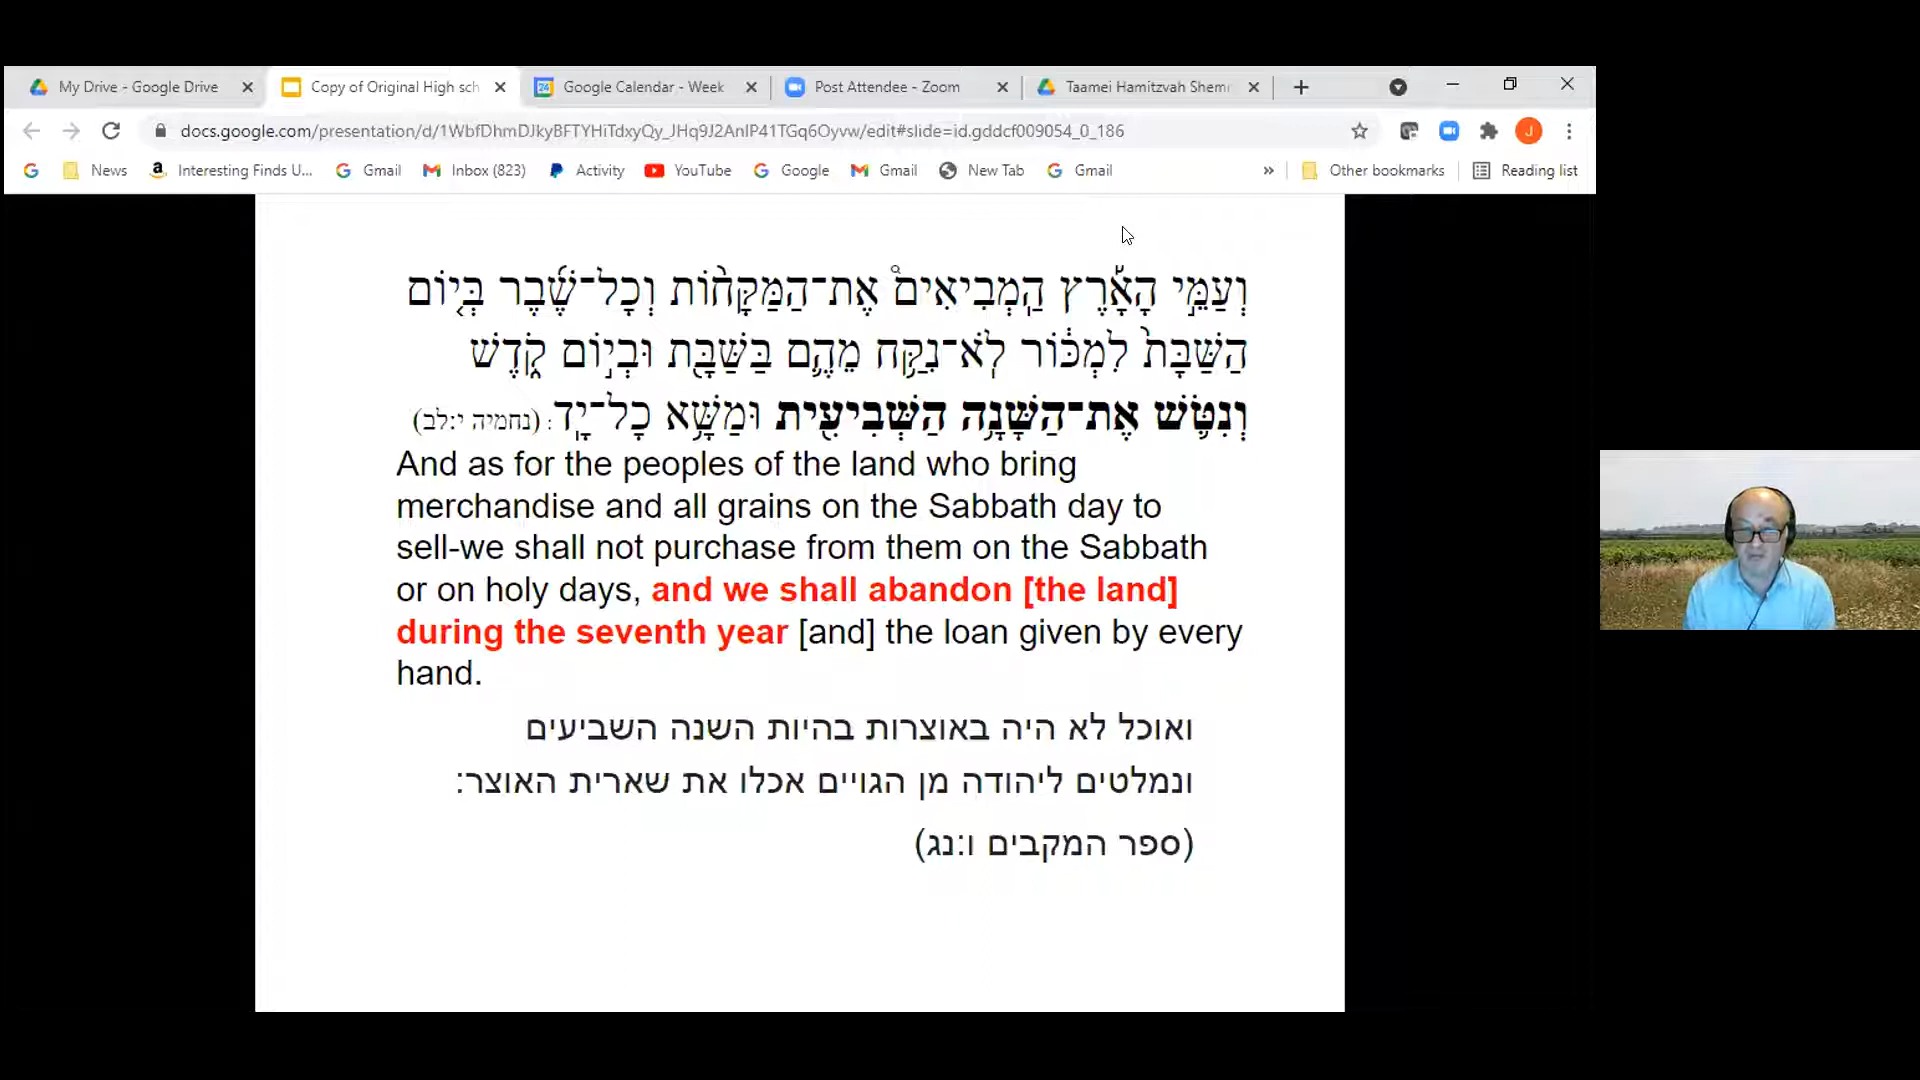 My Drive - Google Drive
Copy of Original High sch
Google Calendar - Week
Post Attendee - Zoom
Taamei Hamitzvah Shemi
docs.google.com/presentation/d/1WbfDhmDJkyBFTYHiTdxyQy_JHq9J2AnlP41TGq6Oyvw/edit#slide=id.gddcf009054_0_186
J
News
Interesting Finds U...
Gmail
Inbox (823)
Activity
YouTube
Google
Gmail
New Tab
Gmail
Other bookmarks
Reading list
וְעַמֵּ֣י הָאָ֡רֶץ הַֽמְבִיאִים֩ אֶת־הַמַּקָּח֨וֹת וְכָל־שֶׁ֜בֶר בְּי֤וֹם
הַשַּׁבָּת֙ לִמְכּ֔וֹר לֹֽא־נִקַּ֥ח מֵהֶ֛ם בַּשַּׁבָּ֖ת וּבְי֣וֹם קֹ֑דֶשׁ
וְנִטֹּ֛שׁ אֶת־הַשָּׁנָ֥ה הַשְּׁבִיעִ֖ית וּמַשָּׁ֥א כָל־יָֽד: (נחמיה י:לב)
And as for the peoples of the land who bring
merchandise and all grains on the Sabbath day to
sell-we shall not purchase from them on the Sabbath
or on holy days, and we shall abandon [the land]
during the seventh year [and] the loan given by every
hand.
ואוכל לא היה באוצרות בהיות השנה השביעים
ונמלטים ליהודה מן הגויים אכלו את שארית האוצר:
(ספר המקבים ו:נג)